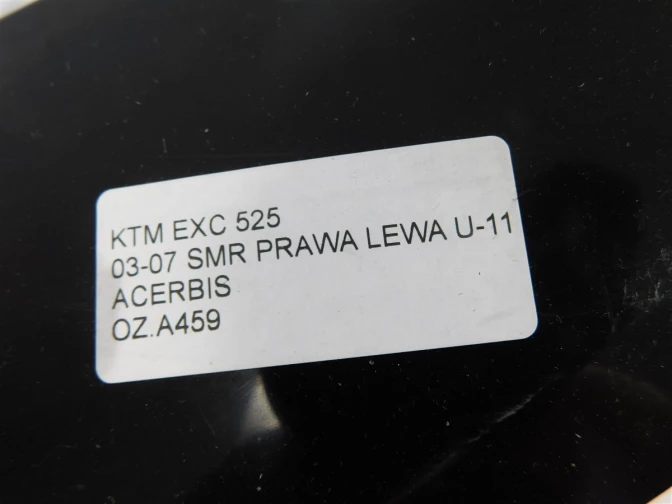 KTM EXC 525
03-07 SMR PRAWA LEWA U-11
ACERBIS
OZ.A459